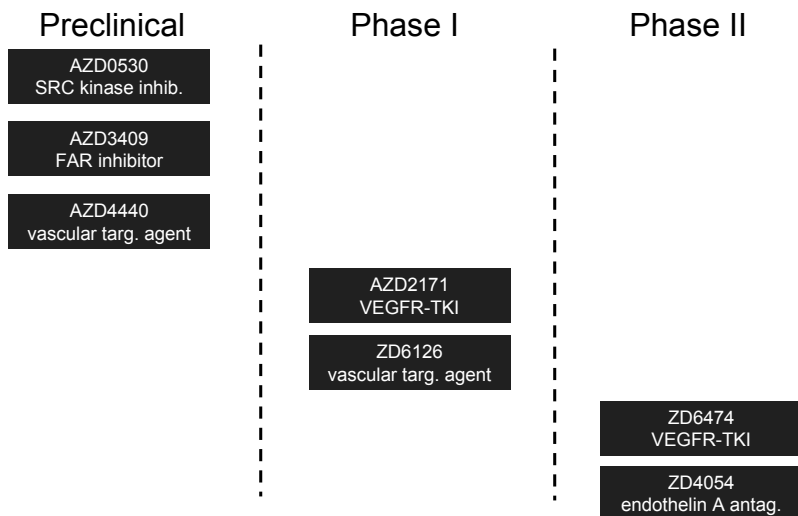 Preclinical
Phase I
Phase II
AZD0530
SRC kinase inhib.
AZD3409
FAR inhibitor
AZD4440
vascular targ. agent
AZD2171
VEGFR-TKI
ZD6126
vascular targ. agent
ZD6474
VEGFR-TKI
ZD4054
endothelin A antag.